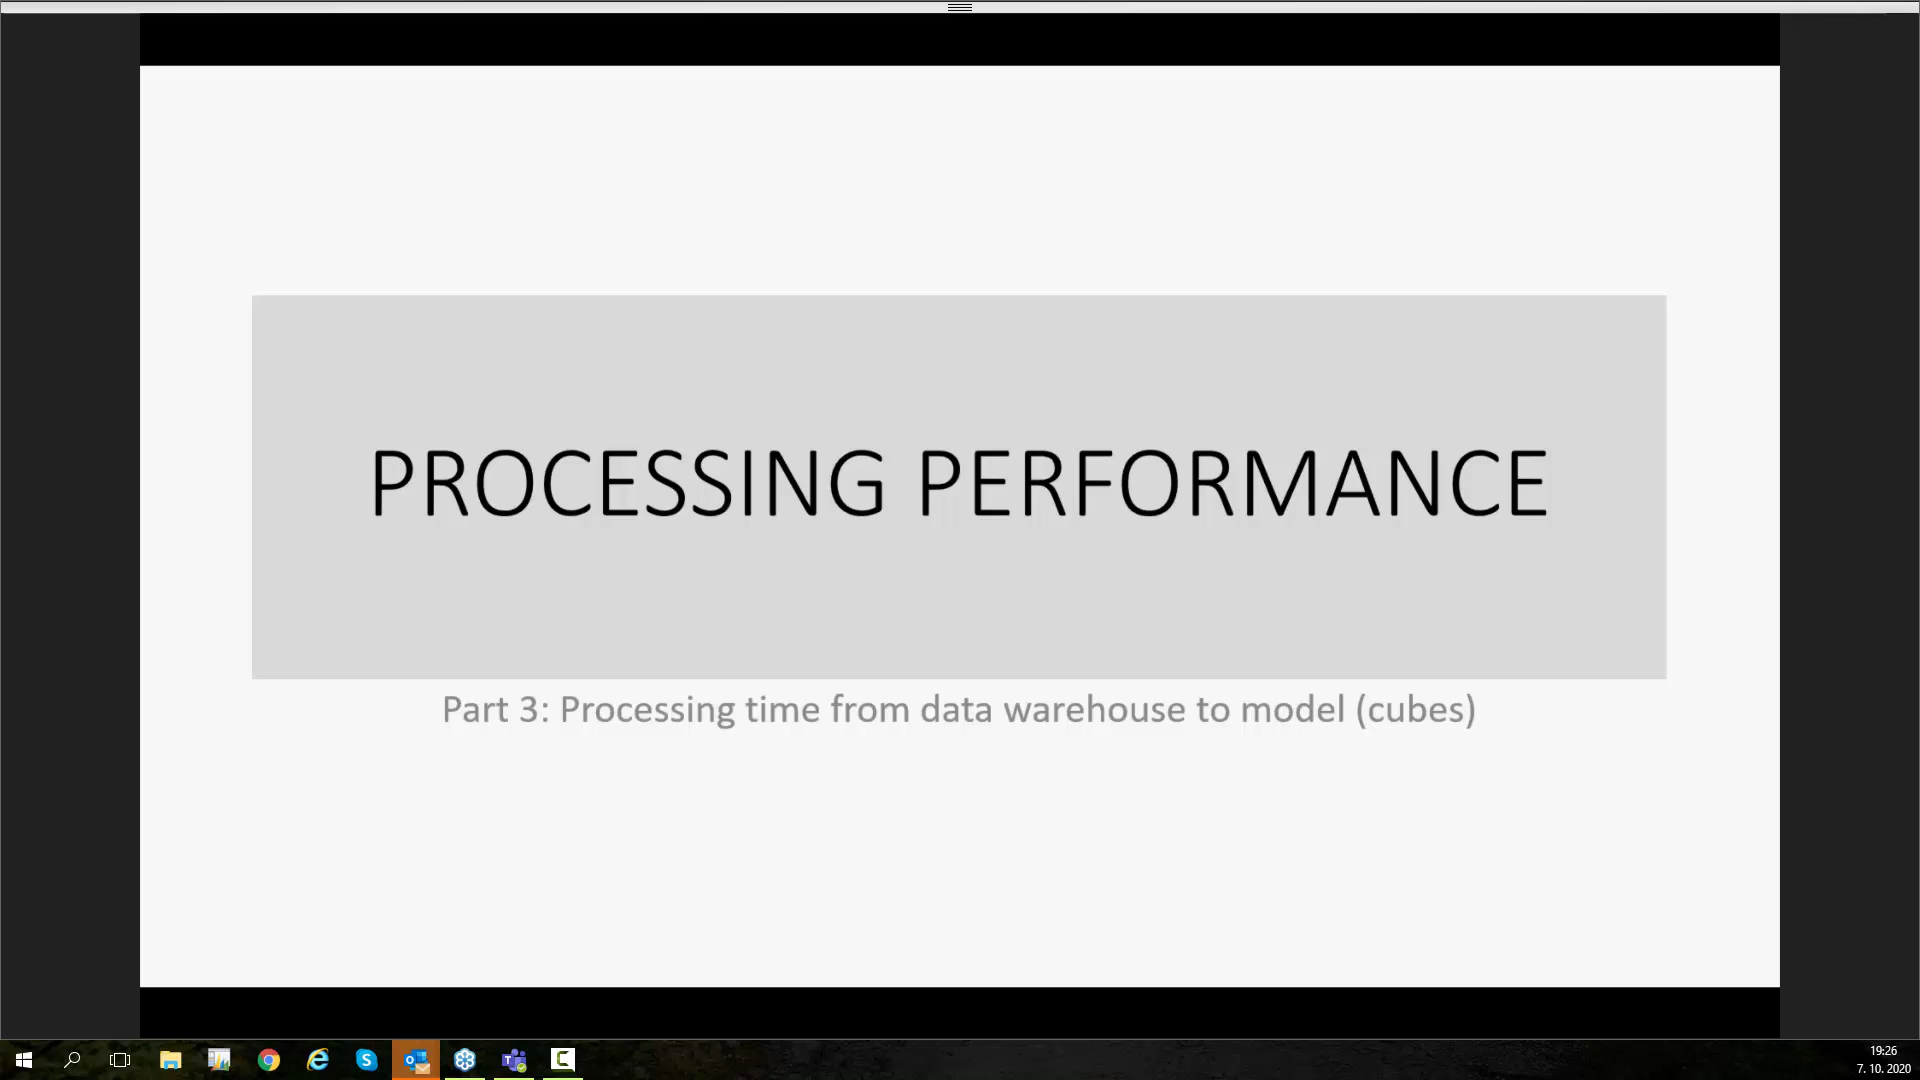 PROCESSING PERFORMANCE
Part 3: Processing time from data warehouse to model (cubes)
19:26
7. 10. 2020